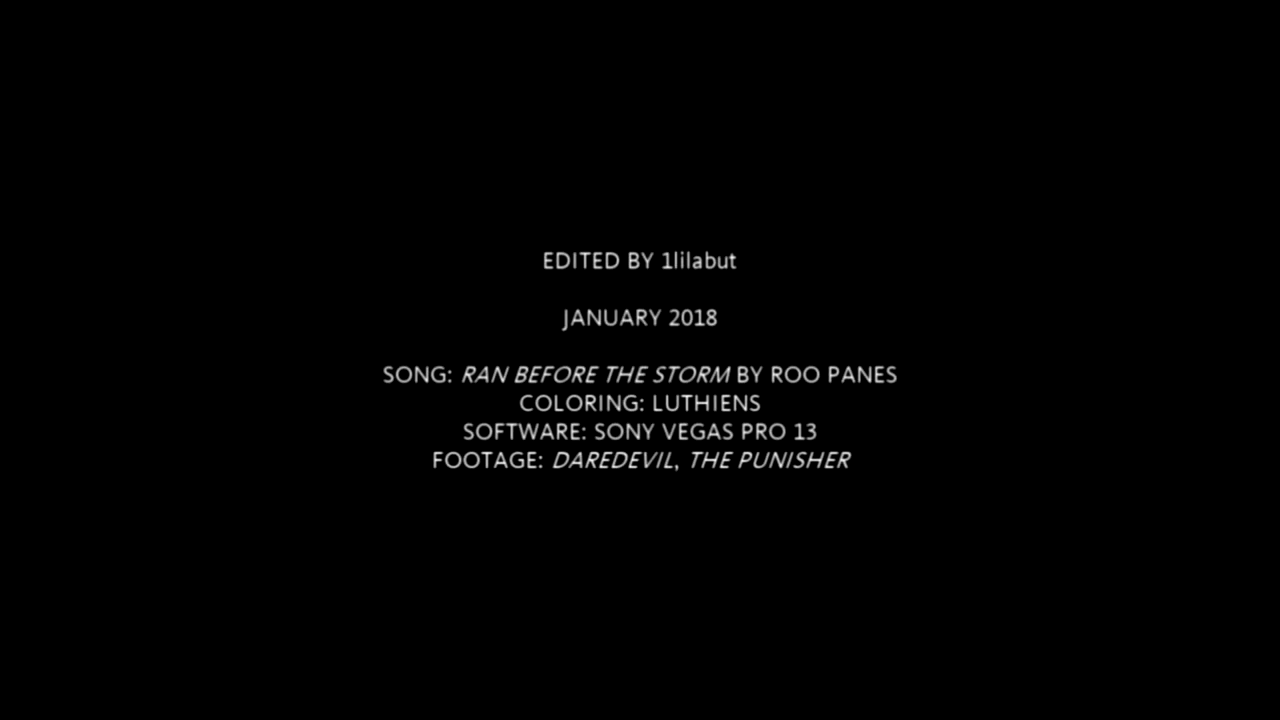 EDITED BY 1lilabut
JANUARY 2018
SONG: RAN BEFORE THE STORM BY ROO PANES
COLORING: LUTHIENS
SOFTWARE: SONY VEGAS PRO 13
FOOTAGE: DAREDEVIL, THE PUNISHER